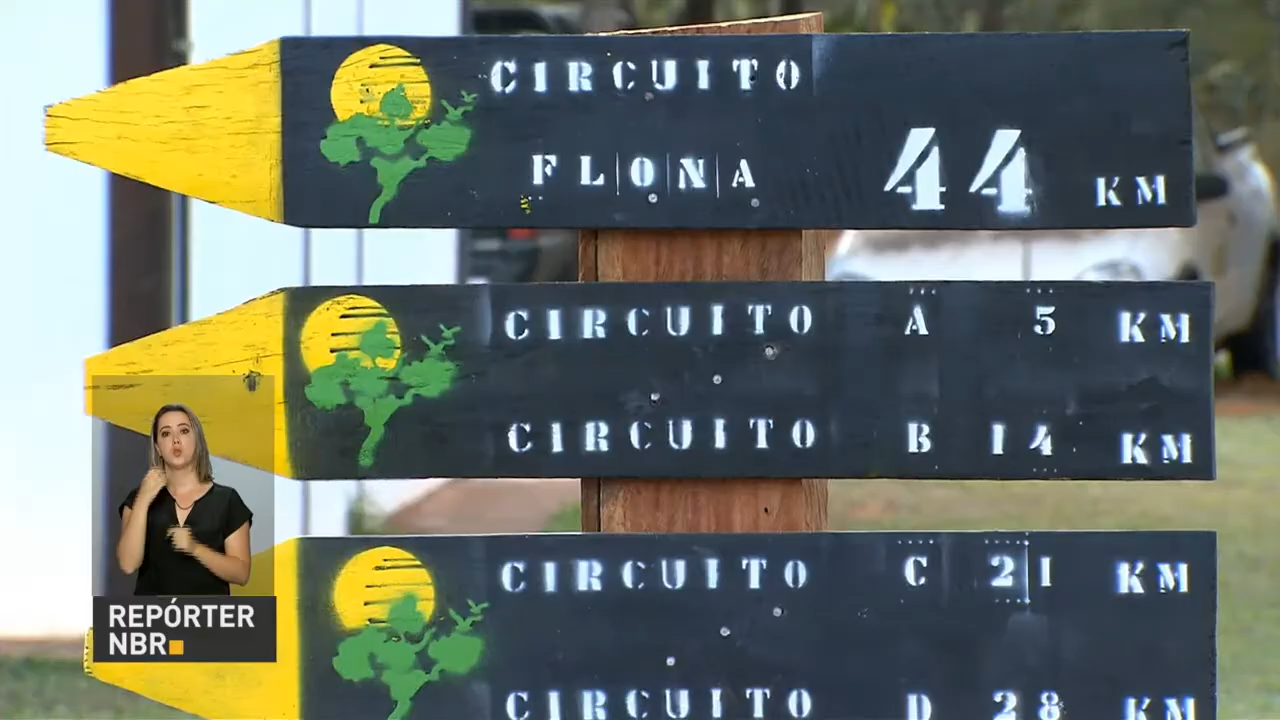 CIRCUITO
FLONA 44 KM
CIRCUITO A 5 KM
CIRCUITO B 14 KM
CIRCUITO C 21 KM
CIRCUITO D 28 KM
REPÓRTER
NBR